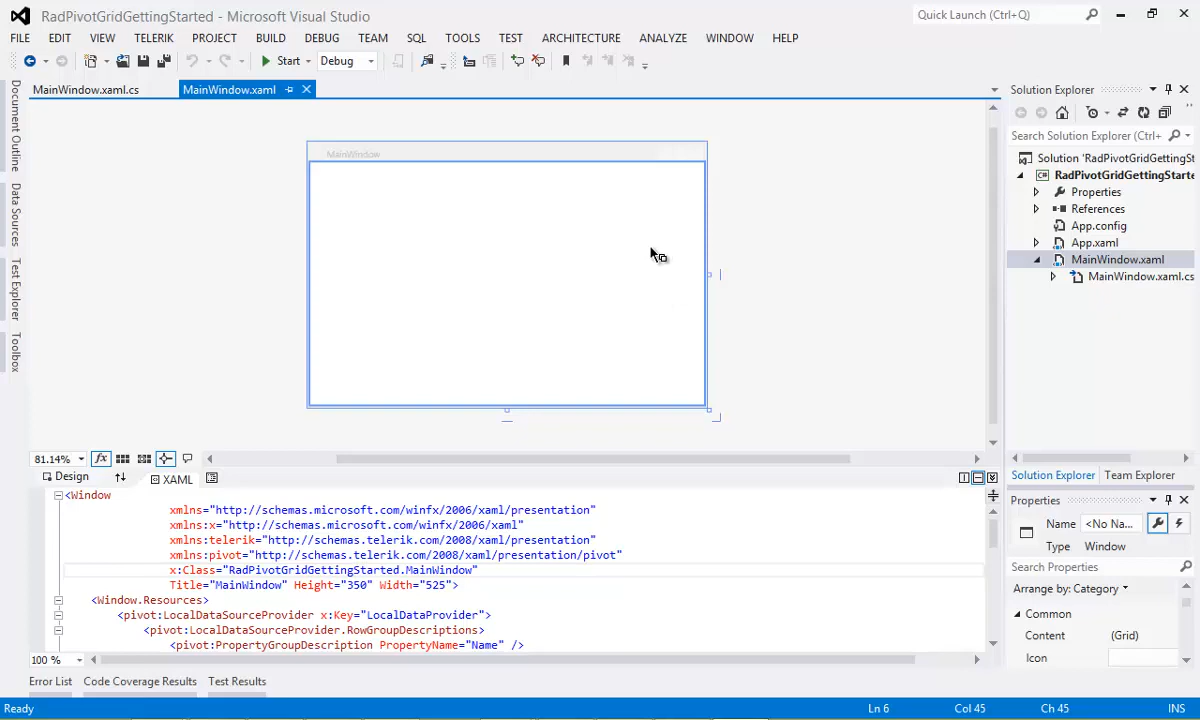 RadPivotGridGettingStarted - Microsoft Visual Studio
Quick Launch (Ctrl+Q)
FILE EDIT VIEW TELERIK PROJECT BUILD DEBUG TEAM SQL TOOLS TEST ARCHITECTURE ANALYZE WINDOW HELP
Start Debug
Document Outline
Data Sources
Test Explorer
Toolbox
MainWindow.xaml.cs
MainWindow.xaml
MainWindow
81.14%
Design
XAML
<Window
xmlns="http://schemas.microsoft.com/winfx/2006/xaml/presentation"
xmlns:x="http://schemas.microsoft.com/winfx/2006/xaml"
xmlns:telerik="http://schemas.telerik.com/2008/xaml/presentation"
xmlns:pivot="http://schemas.telerik.com/2008/xaml/presentation/pivot"
x:Class="RadPivotGridGettingStarted.MainWindow"
Title="MainWindow" Height="350" Width="525">
<Window.Resources>
<pivot:LocalDataSourceProvider x:Key="LocalDataProvider">
<pivot:LocalDataSourceProvider.RowGroupDescriptions>
<pivot:PropertyGroupDescription PropertyName="Name" />
100 %
Error List Code Coverage Results Test Results
Ready
Ln 6 Col 45 Ch 45 INS
Solution Explorer
Search Solution Explorer (Ctrl+
Solution 'RadPivotGridGettingSt
RadPivotGridGettingStarte
Properties
References
App.config
App.xaml
MainWindow.xaml
MainWindow.xaml.cs
Solution Explorer Team Explorer
Properties
Name <No Na...
Type Window
Search Properties
Arrange by: Category
Common
Content (Grid)
Icon